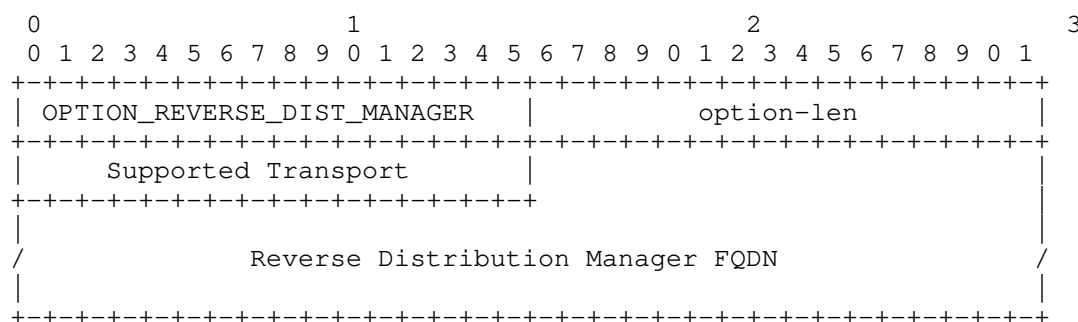 0                   1                   2                   3
 0 1 2 3 4 5 6 7 8 9 0 1 2 3 4 5 6 7 8 9 0 1 2 3 4 5 6 7 8 9 0 1
+-+-+-+-+-+-+-+-+-+-+-+-+-+-+-+-+-+-+-+-+-+-+-+-+-+-+-+-+-+-+-+-+
| OPTION_REVERSE_DIST_MANAGER   |          option-len           |
+-+-+-+-+-+-+-+-+-+-+-+-+-+-+-+-+-+-+-+-+-+-+-+-+-+-+-+-+-+-+-+-+
|     Supported Transport       |                               |
+-+-+-+-+-+-+-+-+-+-+-+-+-+-+-+-+                               |
|                                                               |
/              Reverse Distribution Manager FQDN                /
|                                                               |
+-+-+-+-+-+-+-+-+-+-+-+-+-+-+-+-+-+-+-+-+-+-+-+-+-+-+-+-+-+-+-+-+